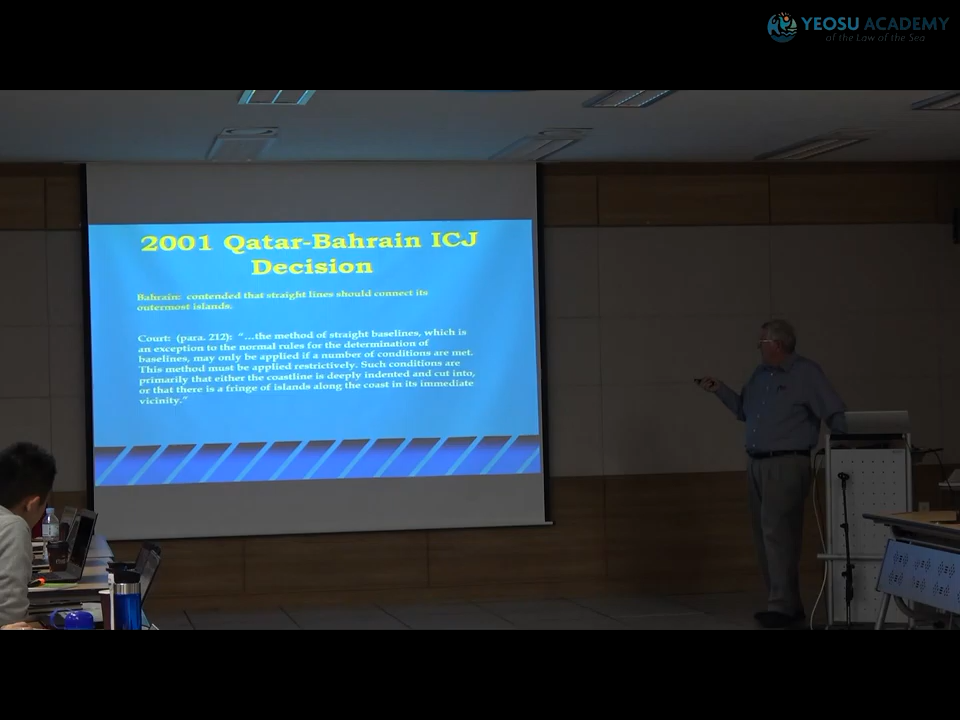 YEOSU ACADEMY
of the Law of the Sea
2001 Qatar-Bahrain ICJ
Decision
Bahrain: contended that straight lines should connect its
outermost islands.
Court: (para. 212): "...the method of straight baselines, which is
an exception to the normal rules for the determination of
baselines, may only be applied if a number of conditions are met.
This method must be applied restrictively. Such conditions are
primarily that either the coastline is deeply indented and cut into,
or that there is a fringe of islands along the coast in its immediate
vicinity."